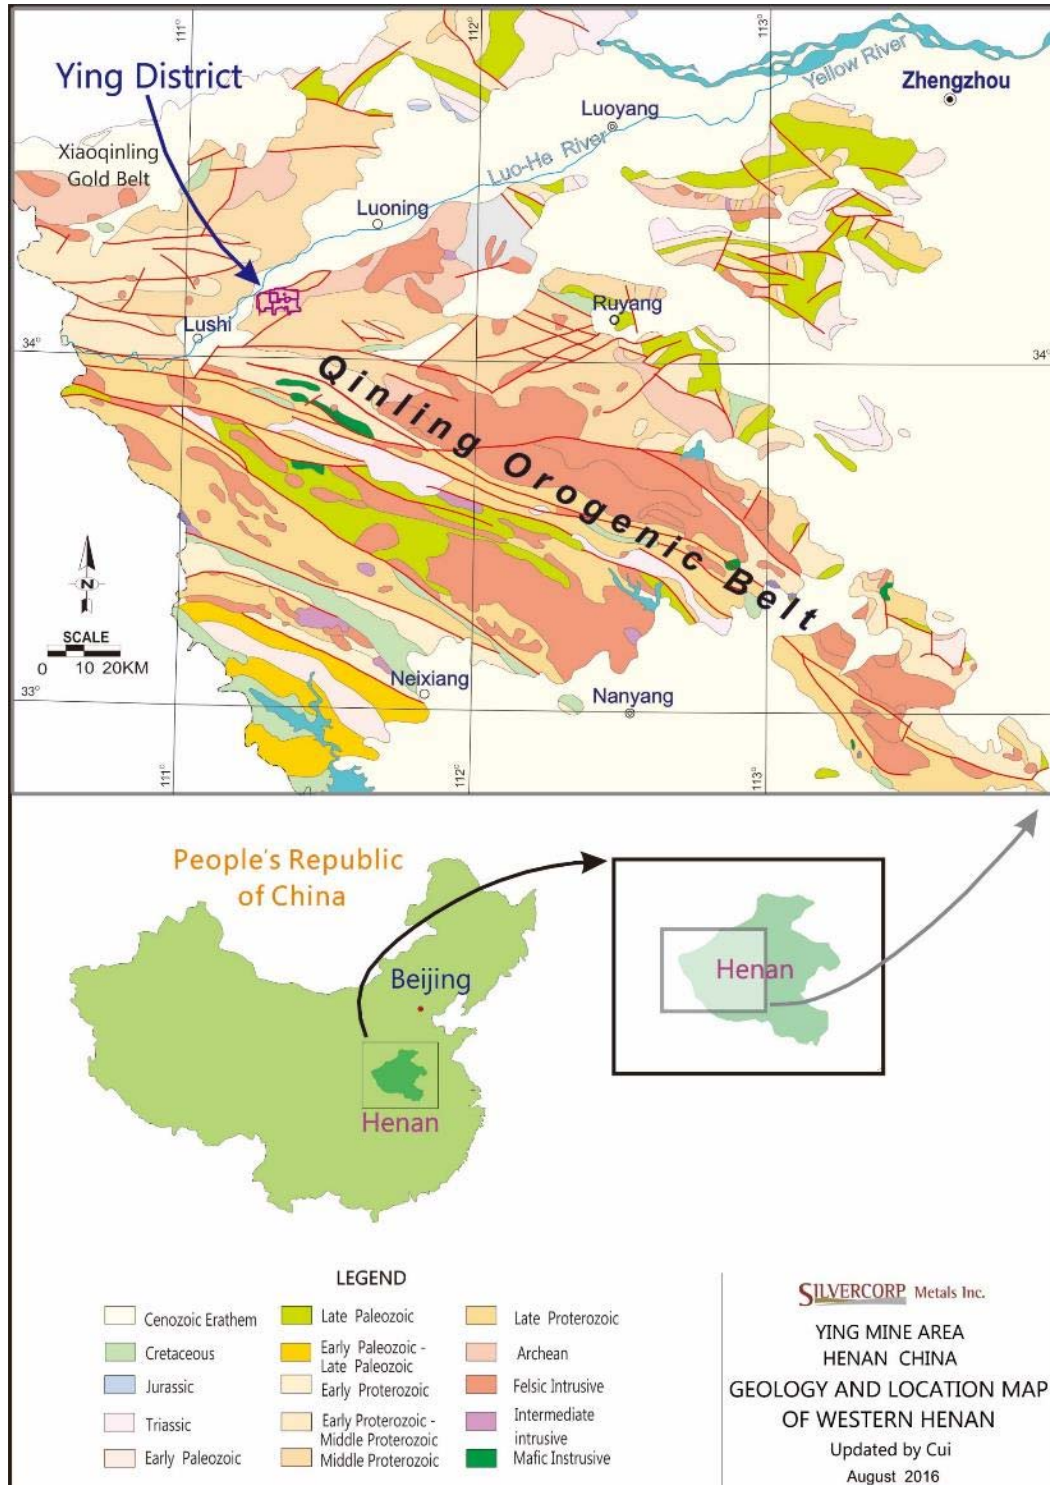 111°
112°
113°
Ying District
Yellow River
Zhengzhou
Luoyang
Xiaoqinling
Gold Belt
Luo-He River
Luoning
Ruyang
Lushi
34°
34°
Qinling Orogenic Belt
N
SCALE
0 10 20KM
Neixiang
Nanyang
33°
111°
112°
113°
People's Republic
of China
Beijing
Henan
Henan
LEGEND
Cenozoic Erathem
Cretaceous
Jurassic
Triassic
Early Paleozoic
Late Paleozoic
Early Paleozoic -
Late Paleozoic
Early Proterozoic
Early Proterozoic -
Middle Proterozoic
Middle Proterozoic
Late Proterozoic
Archean
Felsic Intrusive
Intermediate
intrusive
Mafic Instrusive
SILVERCORP Metals Inc.
YING MINE AREA
HENAN CHINA
GEOLOGY AND LOCATION MAP
OF WESTERN HENAN
Updated by Cui
August 2016